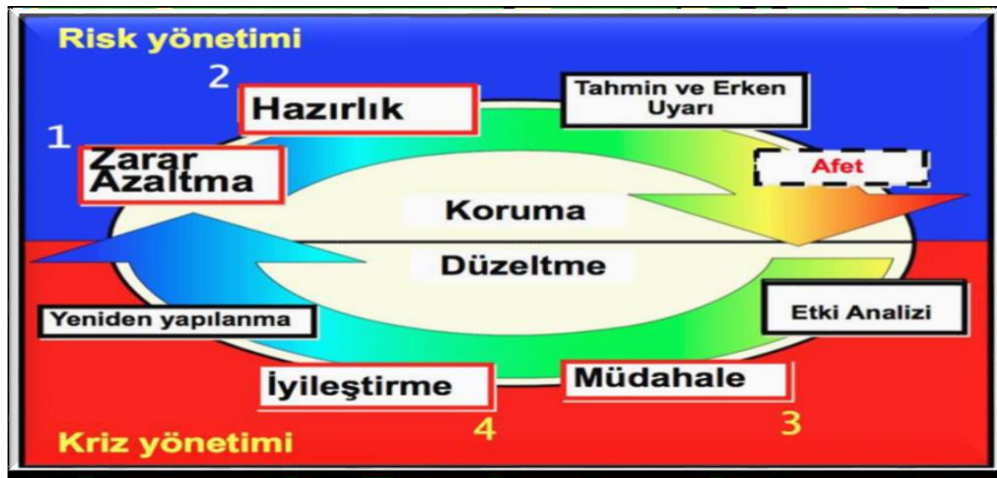 Risk yönetimi
2
Hazırlık
Tahmin ve Erken
Uyarı
1
Zarar
Azaltma
Afet
Koruma
Düzeltme
Etki Analizi
Yeniden yapılanma
İyileştirme
Müdahale
4
3
Kriz yönetimi